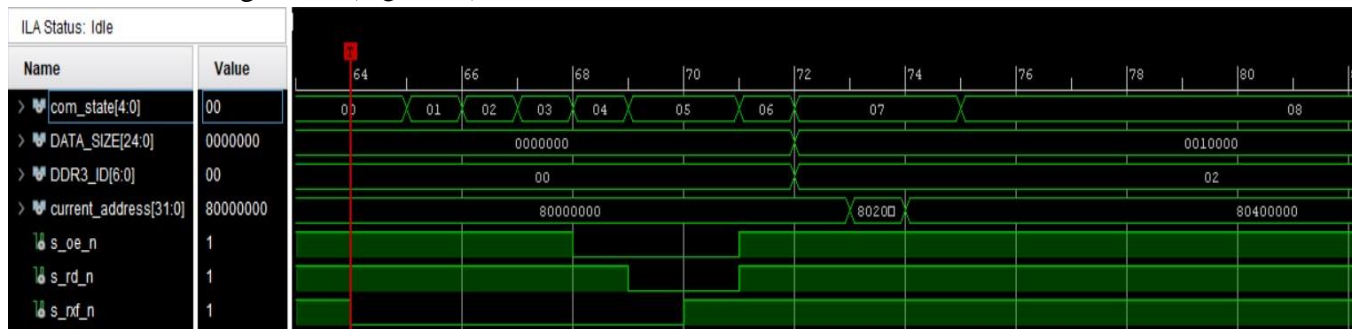 ILA Status: Idle
Name Value
T
64 66 68 70 72 74 76 78 80
com_state[4:0] 00 00 01 02 03 04 05 06 07 08
DATA_SIZE[24:0] 0000000 0000000 0010000
DDR3_ID[6:0] 00 00 02
current_address[31:0] 80000000 80000000 8020 80400000
s_oe_n 1
s_rd_n 1
s_rxf_n 1